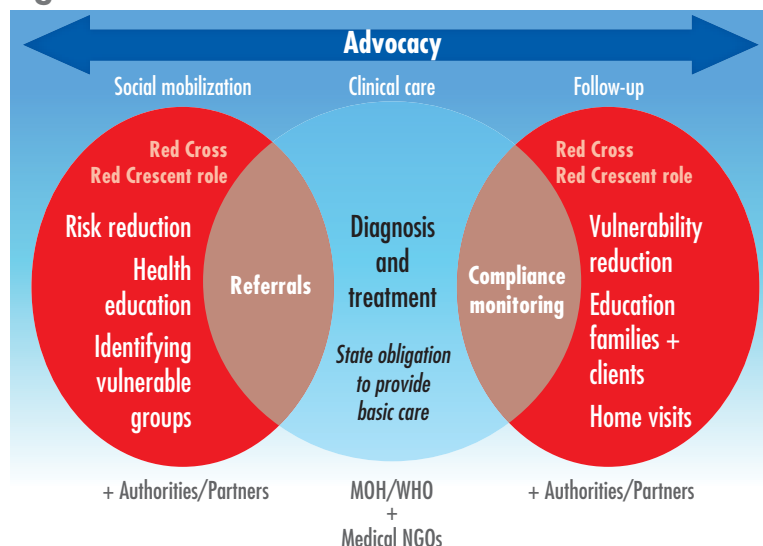 Advocacy
Social mobilization
Clinical care
Follow-up
Red Cross
Red Crescent role
Risk reduction
Health
education
Identifying
vulnerable
groups
Referrals
Diagnosis
and
treatment
State obligation
to provide
basic care
Compliance
monitoring
Red Cross
Red Crescent role
Vulnerability
reduction
Education
families +
clients
Home visits
+ Authorities/Partners
MOH/WHO
+
Medical NGOs
+ Authorities/Partners